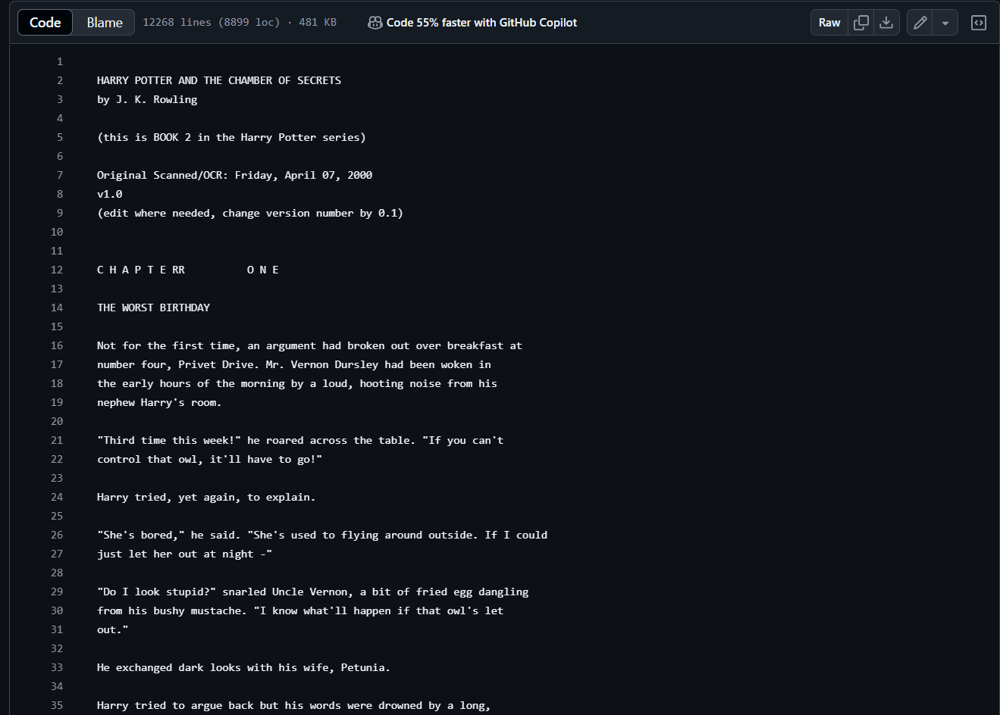 Code
Blame
12268 lines (8899 loc) · 481 KB
Code 55% faster with GitHub Copilot
Raw
1
2 HARRY POTTER AND THE CHAMBER OF SECRETS
3 by J. K. Rowling
4
5 (this is BOOK 2 in the Harry Potter series)
6
7 Original Scanned/OCR: Friday, April 07, 2000
8 v1.0
9 (edit where needed, change version number by 0.1)
10
11
12 C H A P T E RR O N E
13
14 THE WORST BIRTHDAY
15
16 Not for the first time, an argument had broken out over breakfast at
17 number four, Privet Drive. Mr. Vernon Dursley had been woken in
18 the early hours of the morning by a loud, hooting noise from his
19 nephew Harry's room.
20
21 "Third time this week!" he roared across the table. "If you can't
22 control that owl, it'll have to go!"
23
24 Harry tried, yet again, to explain.
25
26 "She's bored," he said. "She's used to flying around outside. If I could
27 just let her out at night -"
28
29 "Do I look stupid?" snarled Uncle Vernon, a bit of fried egg dangling
30 from his bushy mustache. "I know what'll happen if that owl's let
31 out."
32
33 He exchanged dark looks with his wife, Petunia.
34
35 Harry tried to argue back but his words were drowned by a long,